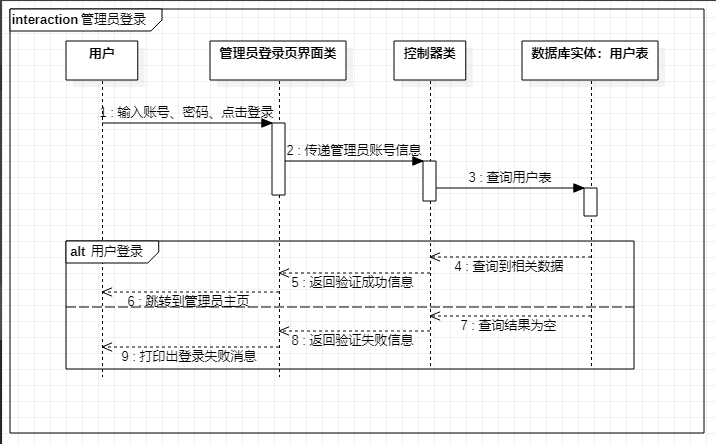 interaction 管理员登录
用户
管理员登录页界面类
控制器类
数据库实体：用户表
1 : 输入账号、密码、点击登录
2 : 传递管理员账号信息
3 : 查询用户表
alt 用户登录
4 : 查询到相关数据
5 : 返回验证成功信息
6 : 跳转到管理员主页
7 : 查询结果为空
8 : 返回验证失败信息
9 : 打印出登录失败消息